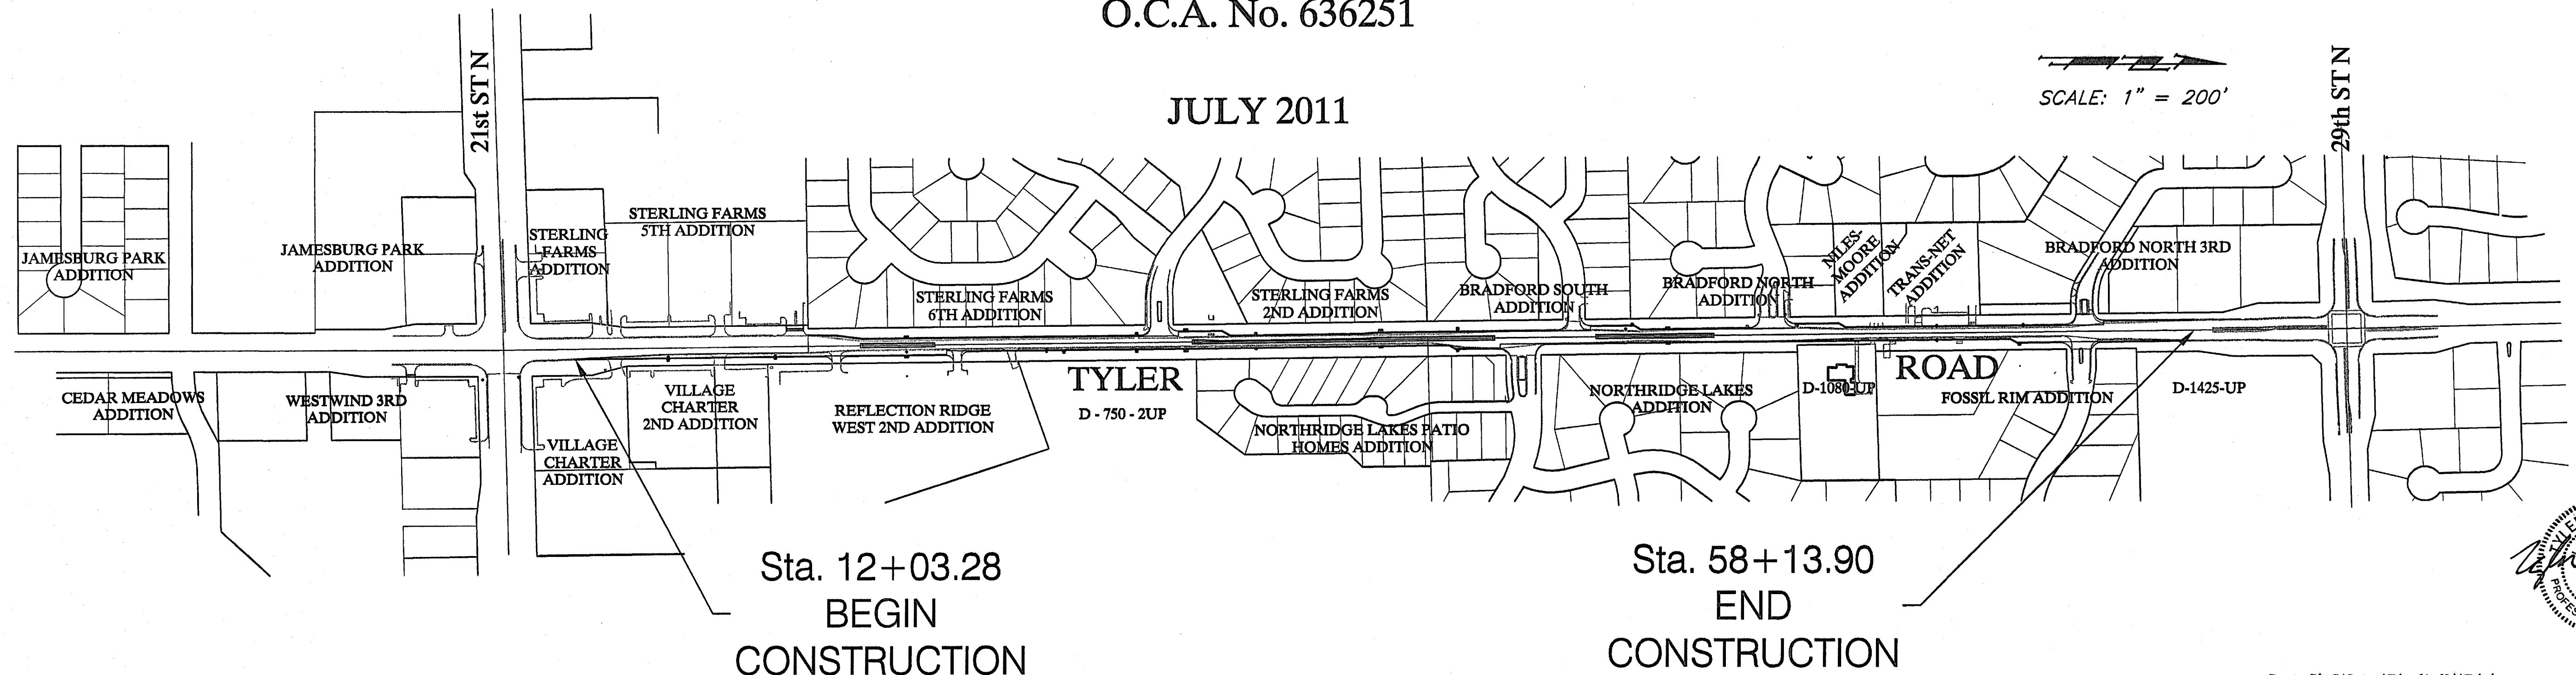 O.C.A. No. 636251
JULY 2011
SCALE: 1" = 200'
21st ST N
29th ST N
JAMESBURG PARK
ADDITION
JAMESBURG PARK
ADDITION
STERLING
FARMS
ADDITION
STERLING FARMS
5TH ADDITION
STERLING FARMS
6TH ADDITION
STERLING FARMS
2ND ADDITION
BRADFORD SOUTH
ADDITION
BRADFORD NORTH
ADDITION
NILES-
MOORE
ADDITION
TRANS-NET
ADDITION
BRADFORD NORTH 3RD
ADDITION
CEDAR MEADOWS
ADDITION
WESTWIND 3RD
ADDITION
VILLAGE
CHARTER
ADDITION
VILLAGE
CHARTER
2ND ADDITION
REFLECTION RIDGE
WEST 2ND ADDITION
TYLER
D - 750 - 2UP
NORTHRIDGE LAKES PATIO
HOMES ADDITION
NORTHRIDGE LAKES
ADDITION
D-1080-UP
ROAD
FOSSIL RIM ADDITION
D-1425-UP
Sta. 12+03.28
BEGIN
CONSTRUCTION
Sta. 58+13.90
END
CONSTRUCTION